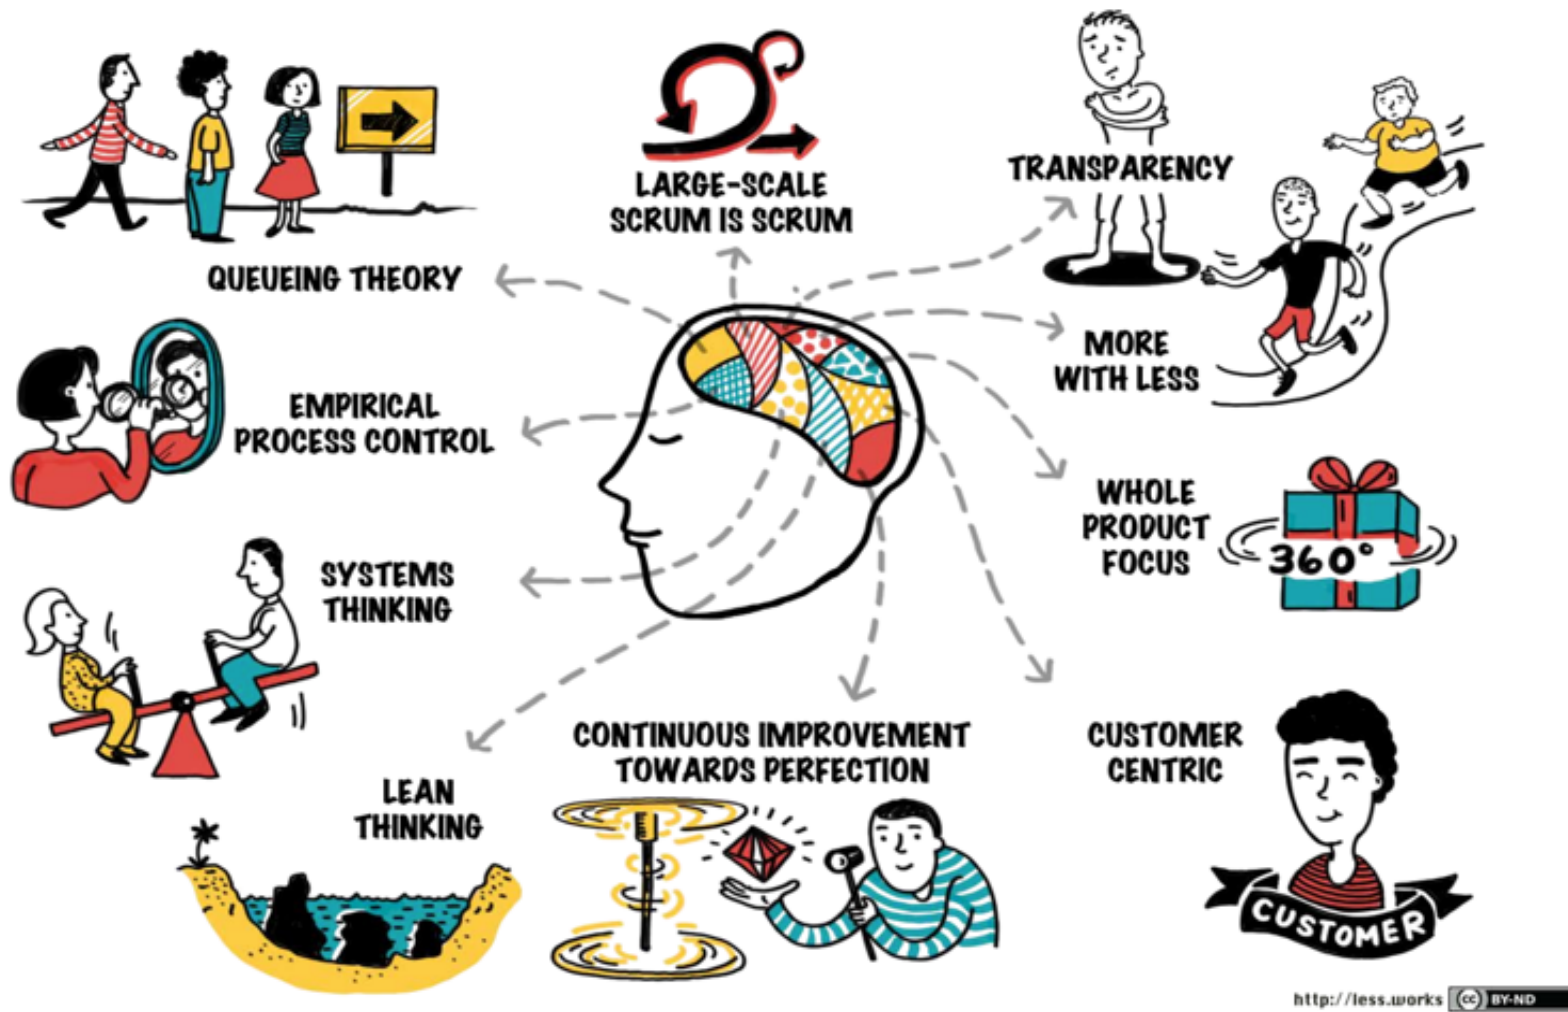 LARGE-SCALE
SCRUM IS SCRUM
TRANSPARENCY
QUEUEING THEORY
MORE
WITH LESS
EMPIRICAL
PROCESS CONTROL
WHOLE
PRODUCT
FOCUS
360°
SYSTEMS
THINKING
CONTINUOUS IMPROVEMENT
TOWARDS PERFECTION
CUSTOMER
CENTRIC
LEAN
THINKING
CUSTOMER
http://less.works cc BY-ND